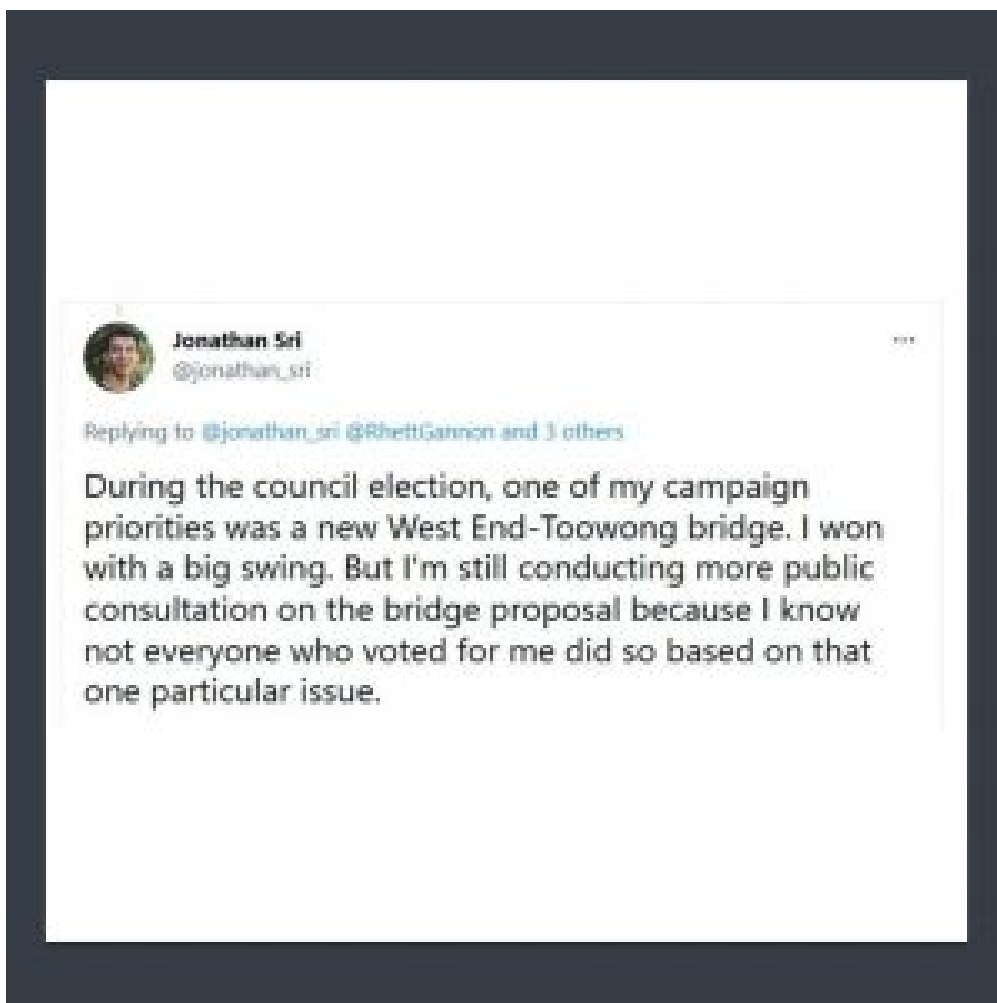 Jonathan Sri
@jonathan_sri
Replying to @jonathan_sri @RhettGannon and 3 others
During the council election, one of my campaign
priorities was a new West End-Toowong bridge. I won
with a big swing. But I'm still conducting more public
consultation on the bridge proposal because I know
not everyone who voted for me did so based on that
one particular issue.